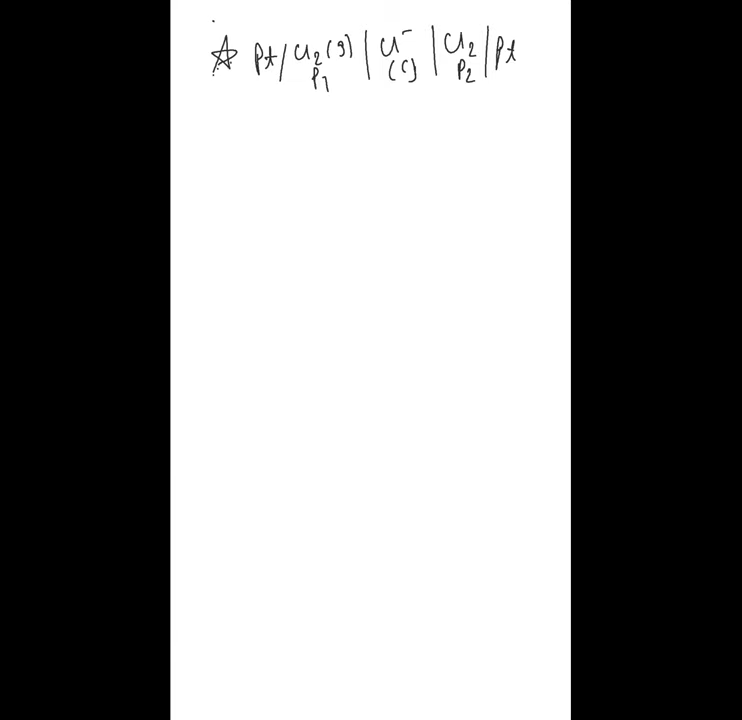 ☆ Pt/Cl₂(g) | Cl⁻ | Cl₂ | Pt
P₁ (C) P₂